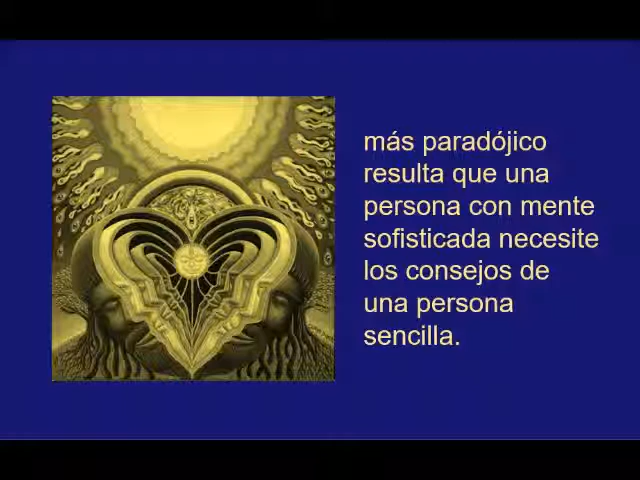 más paradójico
resulta que una
persona con mente
sofisticada necesite
los consejos de
una persona
sencilla.